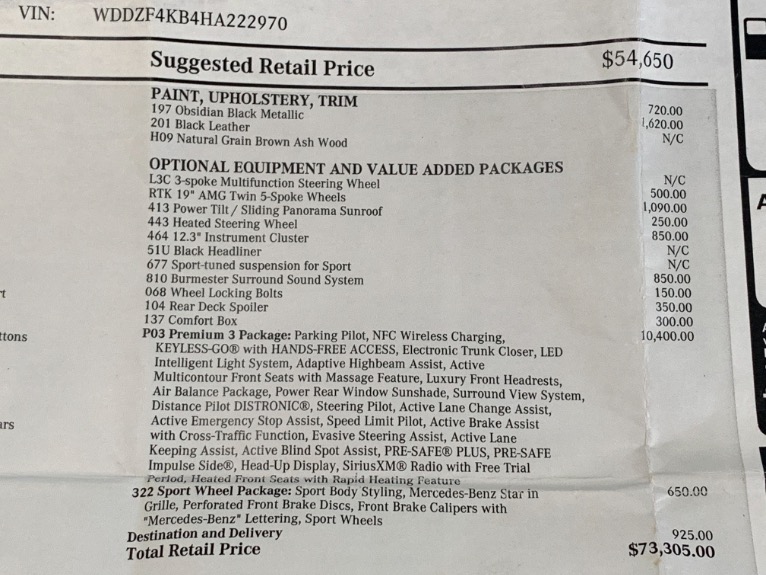 VIN: WDDZF4KB4HA222970
Suggested Retail Price $54,650
PAINT, UPHOLSTERY, TRIM
197 Obsidian Black Metallic 720.00
201 Black Leather 1,620.00
H09 Natural Grain Brown Ash Wood N/C
OPTIONAL EQUIPMENT AND VALUE ADDED PACKAGES
L3C 3-spoke Multifunction Steering Wheel N/C
RTK 19" AMG Twin 5-Spoke Wheels 500.00
413 Power Tilt / Sliding Panorama Sunroof 1,090.00
443 Heated Steering Wheel 250.00
464 12.3" Instrument Cluster 850.00
51U Black Headliner N/C
677 Sport-tuned suspension for Sport N/C
810 Burmester Surround Sound System 850.00
068 Wheel Locking Bolts 150.00
104 Rear Deck Spoiler 350.00
137 Comfort Box 300.00
P03 Premium 3 Package: Parking Pilot, NFC Wireless Charging, 10,400.00
KEYLESS-GO® with HANDS-FREE ACCESS, Electronic Trunk Closer, LED
Intelligent Light System, Adaptive Highbeam Assist, Active
Multicontour Front Seats with Massage Feature, Luxury Front Headrests,
Air Balance Package, Power Rear Window Sunshade, Surround View System,
Distance Pilot DISTRONIC®, Steering Pilot, Active Lane Change Assist,
Active Emergency Stop Assist, Speed Limit Pilot, Active Brake Assist
with Cross-Traffic Function, Evasive Steering Assist, Active Lane
Keeping Assist, Active Blind Spot Assist, PRE-SAFE® PLUS, PRE-SAFE
Impulse Side®, Head-Up Display, SiriusXM® Radio with Free Trial
Period, Heated Front Seats with Rapid Heating Feature
322 Sport Wheel Package: Sport Body Styling, Mercedes-Benz Star in 650.00
Grille, Perforated Front Brake Discs, Front Brake Calipers with
"Mercedes-Benz" Lettering, Sport Wheels
Destination and Delivery 925.00
Total Retail Price $73,305.00